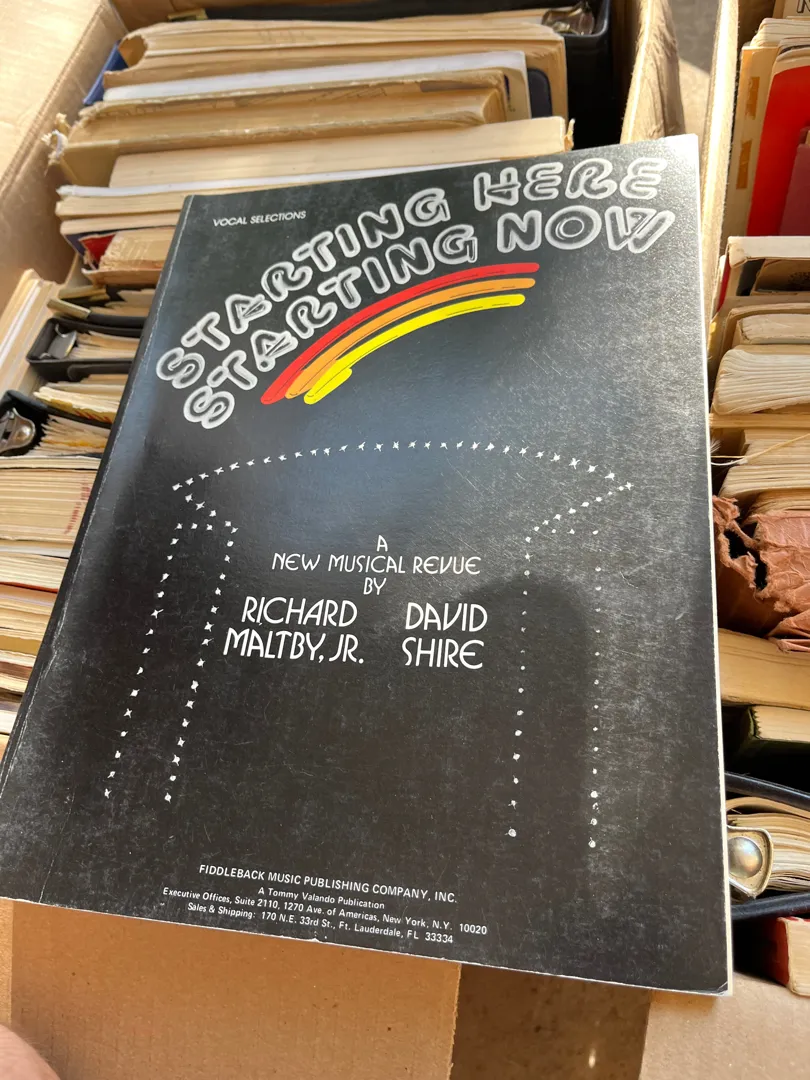 VOCAL SELECTIONS
STARTING HERE
STARTING NOW
A
NEW MUSICAL REVUE
BY
RICHARD DAVID
MALTBY, JR. SHIRE
FIDDLEBACK MUSIC PUBLISHING COMPANY, INC.
A Tommy Valando Publication
Executive Offices, Suite 2110, 1270 Ave. of Americas, New York, N.Y. 10020
Sales & Shipping: 170 N.E. 33rd St., Ft. Lauderdale, FL 33334